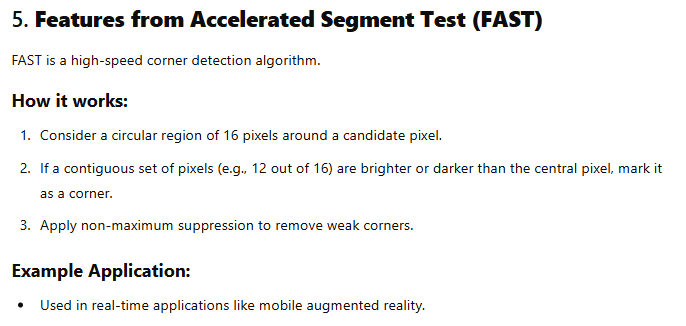 5. Features from Accelerated Segment Test (FAST)
FAST is a high-speed corner detection algorithm.
How it works:
1. Consider a circular region of 16 pixels around a candidate pixel.
2. If a contiguous set of pixels (e.g., 12 out of 16) are brighter or darker than the central pixel, mark it
as a corner.
3. Apply non-maximum suppression to remove weak corners.
Example Application:
• Used in real-time applications like mobile augmented reality.